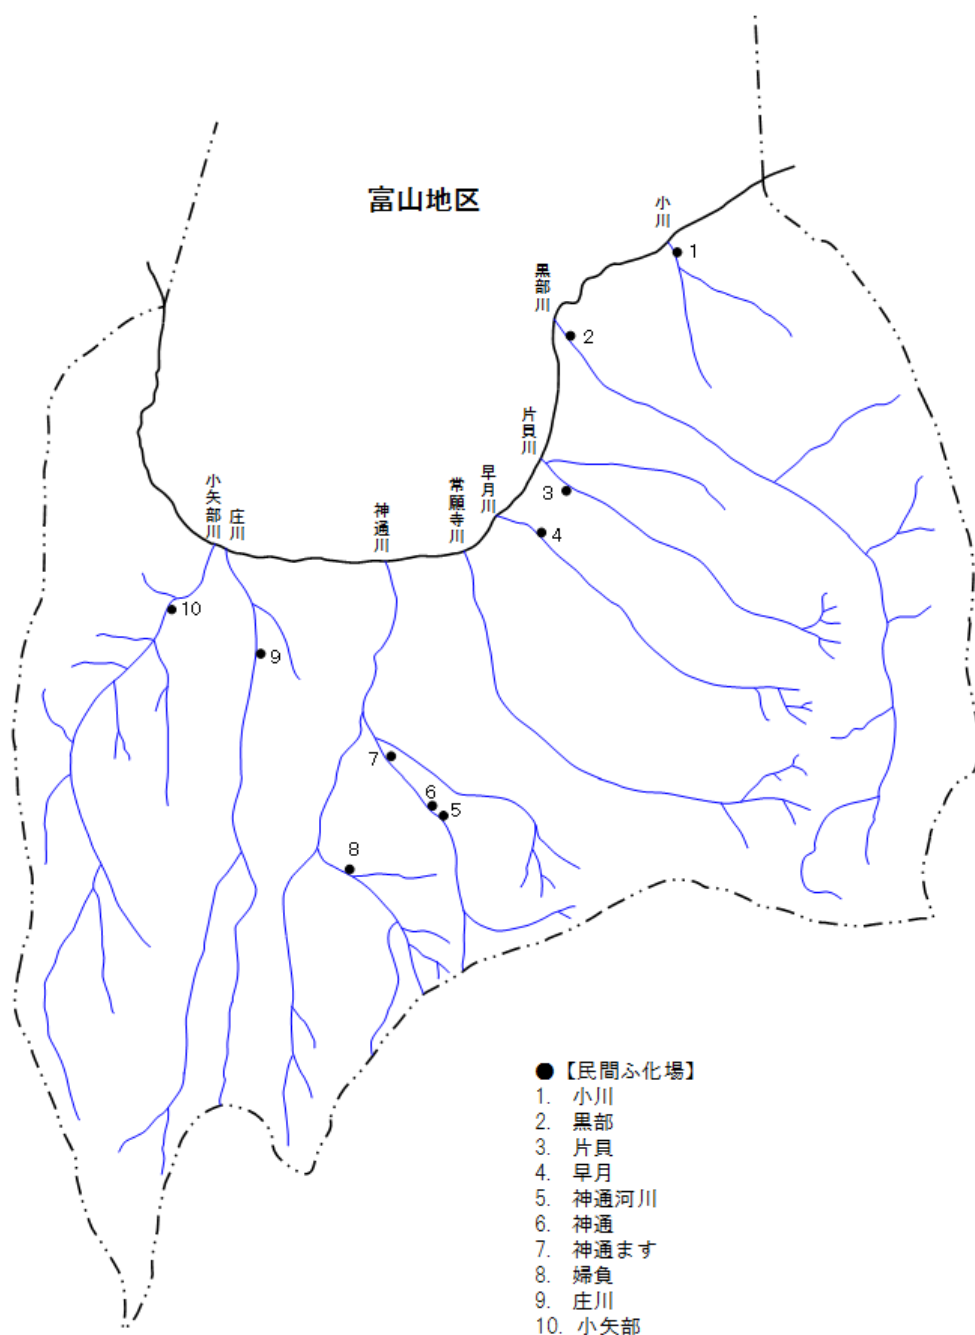 富山地区
小川
1
黒部川
2
片貝川
3
早月川
4
常願寺川
神通川
小矢部川
庄川
10
9
7
6
5
8
●【民間ふ化場】
1. 小川
2. 黒部
3. 片貝
4. 早月
5. 神通河川
6. 神通
7. 神通ます
8. 婦負
9. 庄川
10. 小矢部